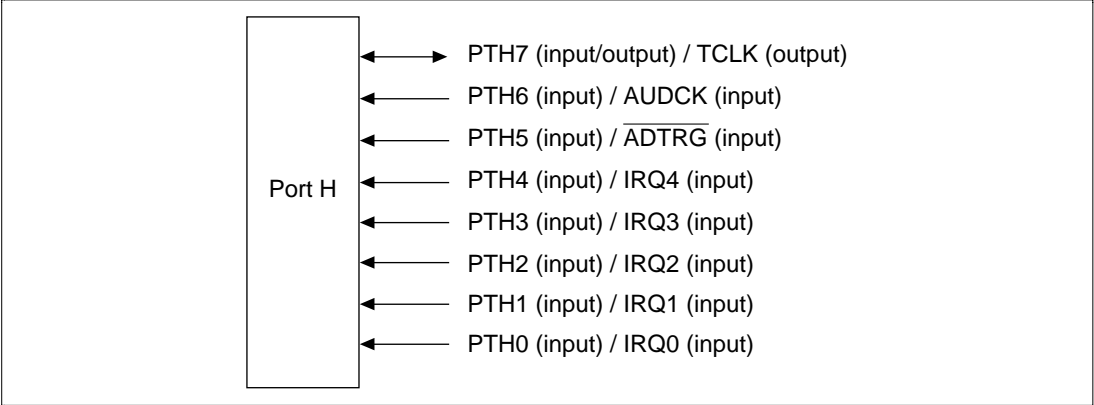 Port H
PTH7 (input/output) / TCLK (output)
PTH6 (input) / AUDCK (input)
PTH5 (input) / A̅D̅T̅R̅G̅ (input)
PTH4 (input) / IRQ4 (input)
PTH3 (input) / IRQ3 (input)
PTH2 (input) / IRQ2 (input)
PTH1 (input) / IRQ1 (input)
PTH0 (input) / IRQ0 (input)